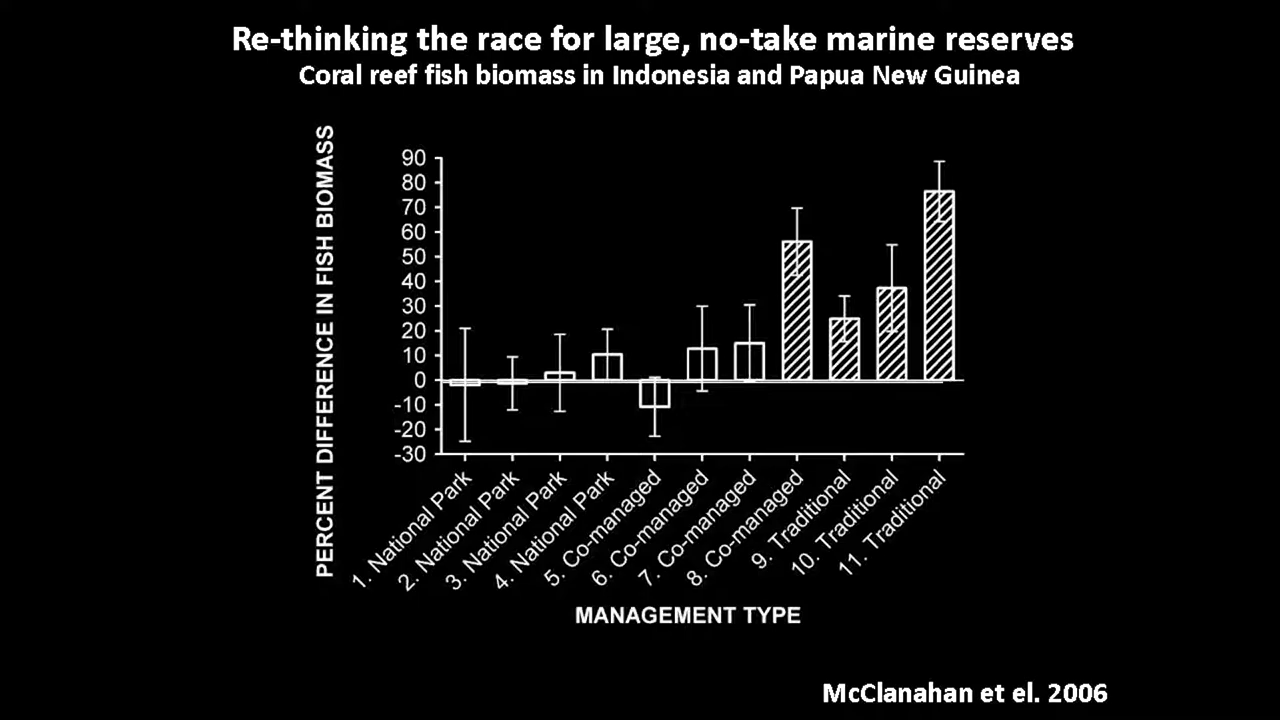 Re-thinking the race for large, no-take marine reserves
Coral reef fish biomass in Indonesia and Papua New Guinea
PERCENT DIFFERENCE IN FISH BIOMASS
90
80
70
60
50
40
30
20
10
0
-10
-20
-30
1. National Park
2. National Park
3. National Park
4. National Park
5. Co-managed
6. Co-managed
7. Co-managed
8. Co-managed
9. Traditional
10. Traditional
11. Traditional
MANAGEMENT TYPE
McClanahan et el. 2006